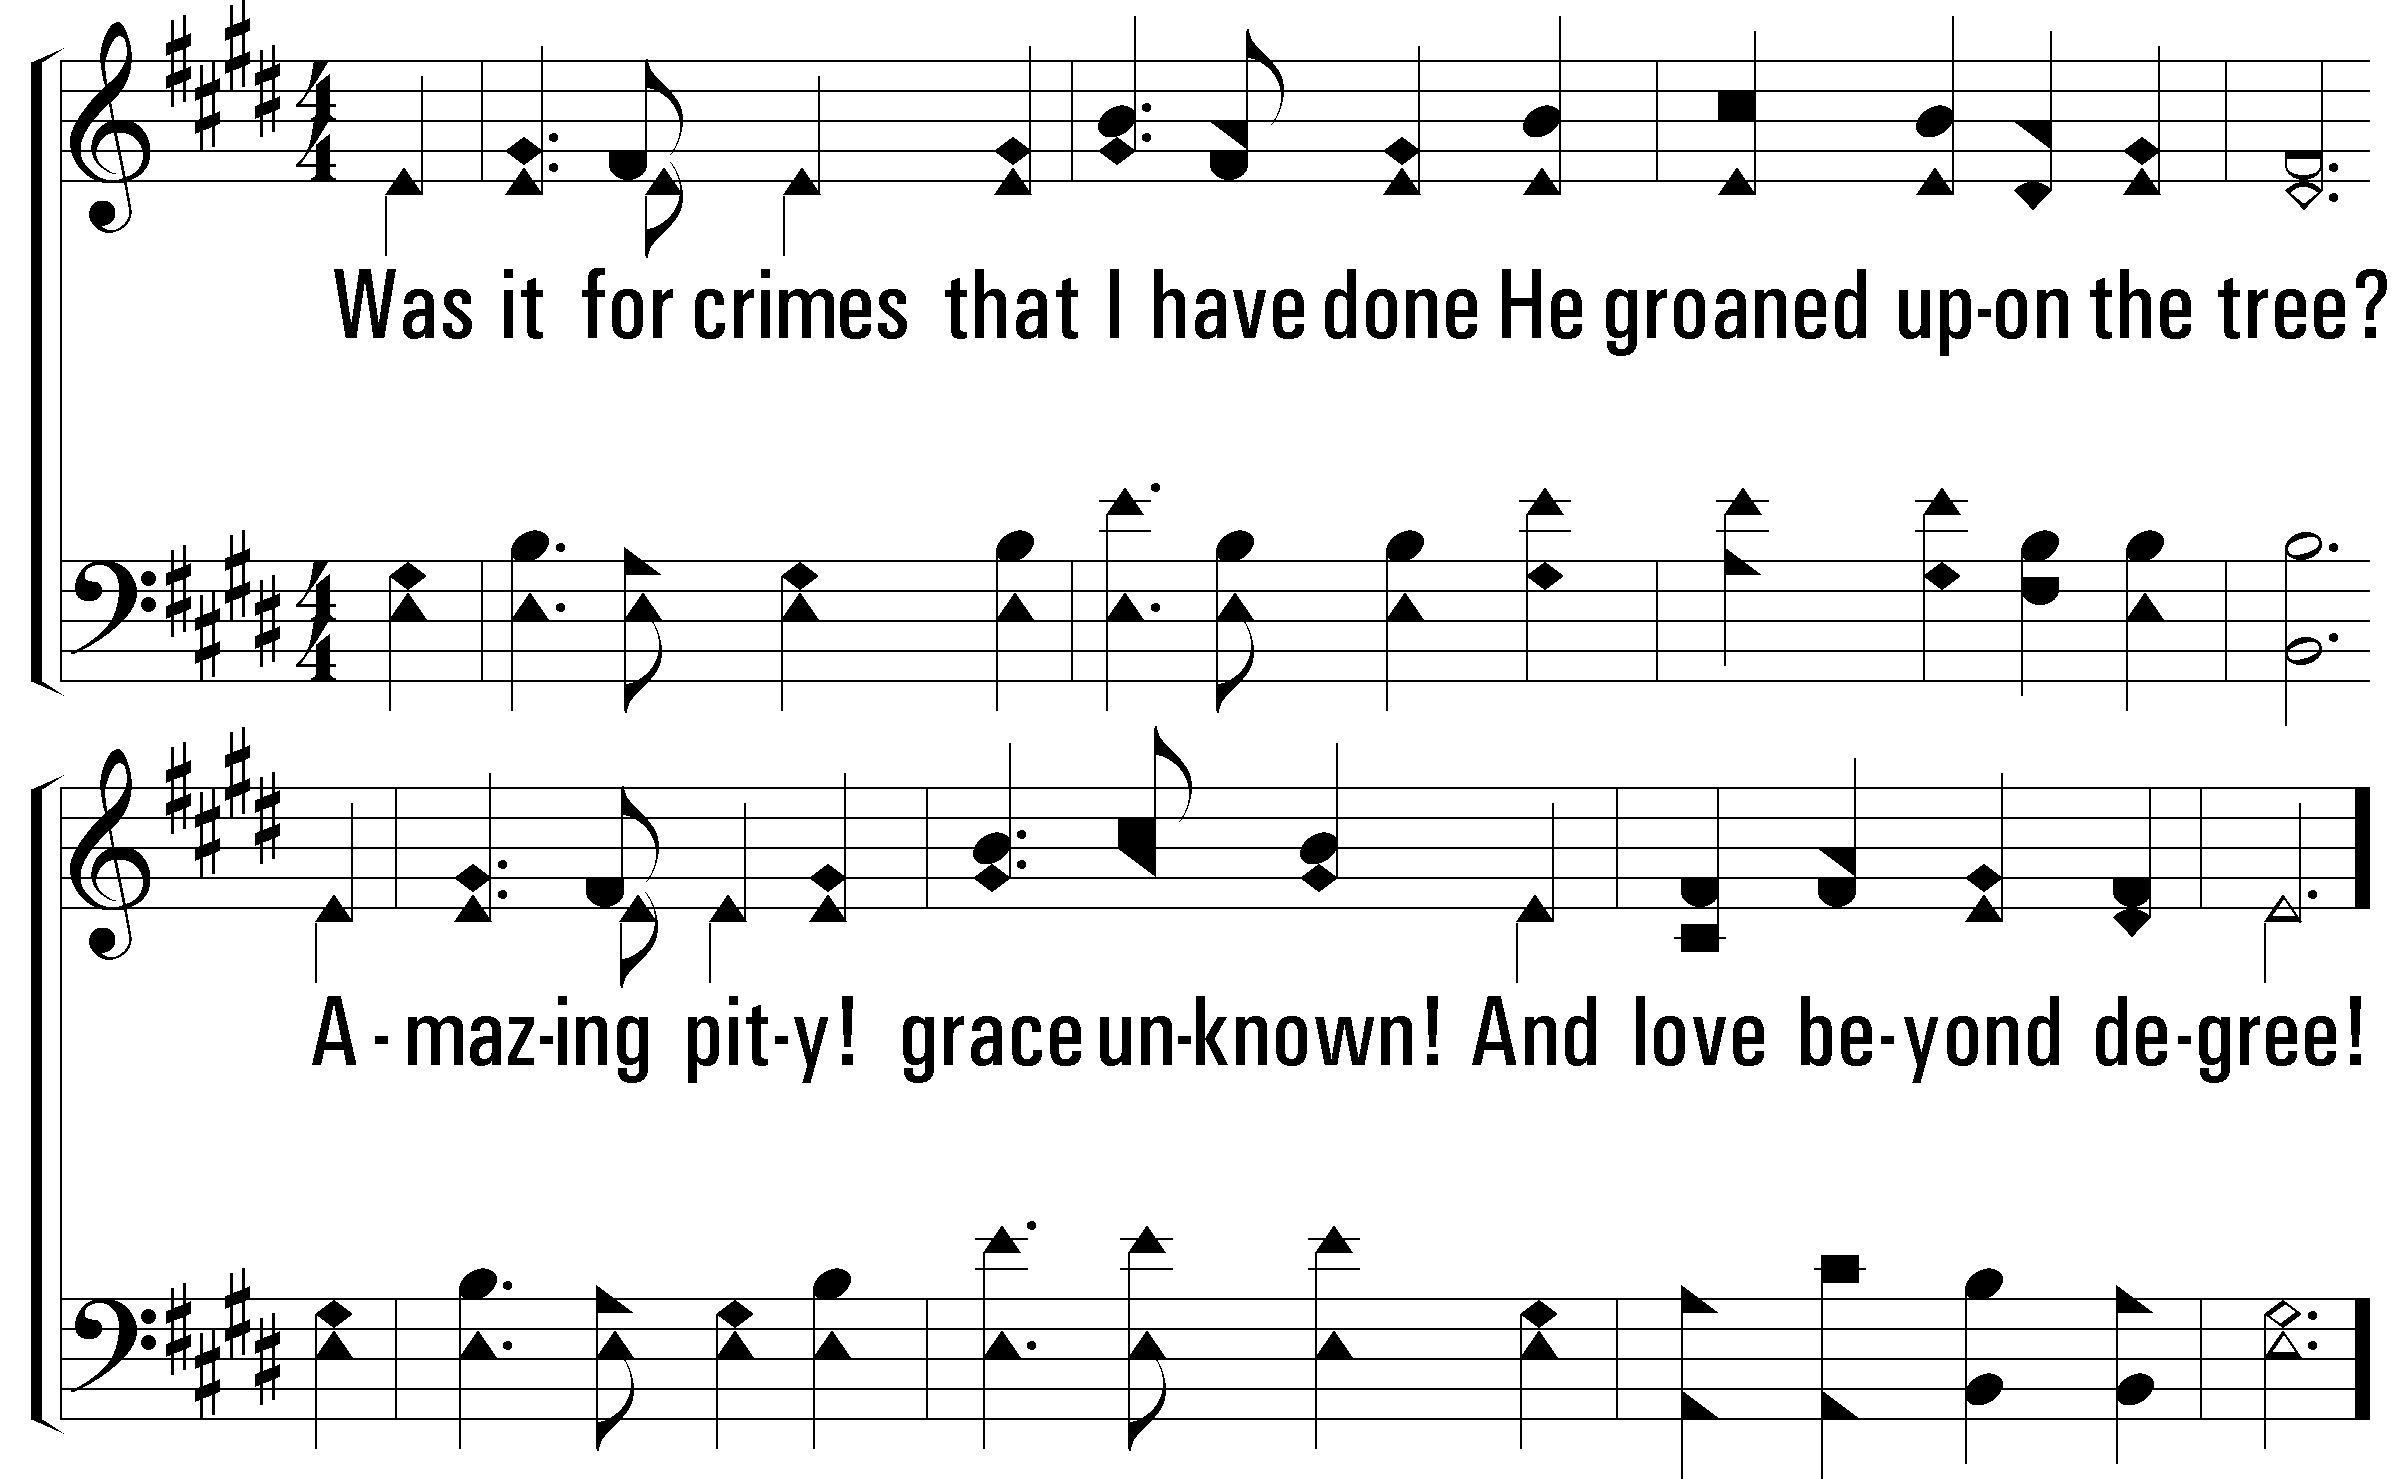 Was it for crimes that I have done He groaned up-on the tree?
A - maz-ing pit-y! grace un-known! And love be-yond de-gree!